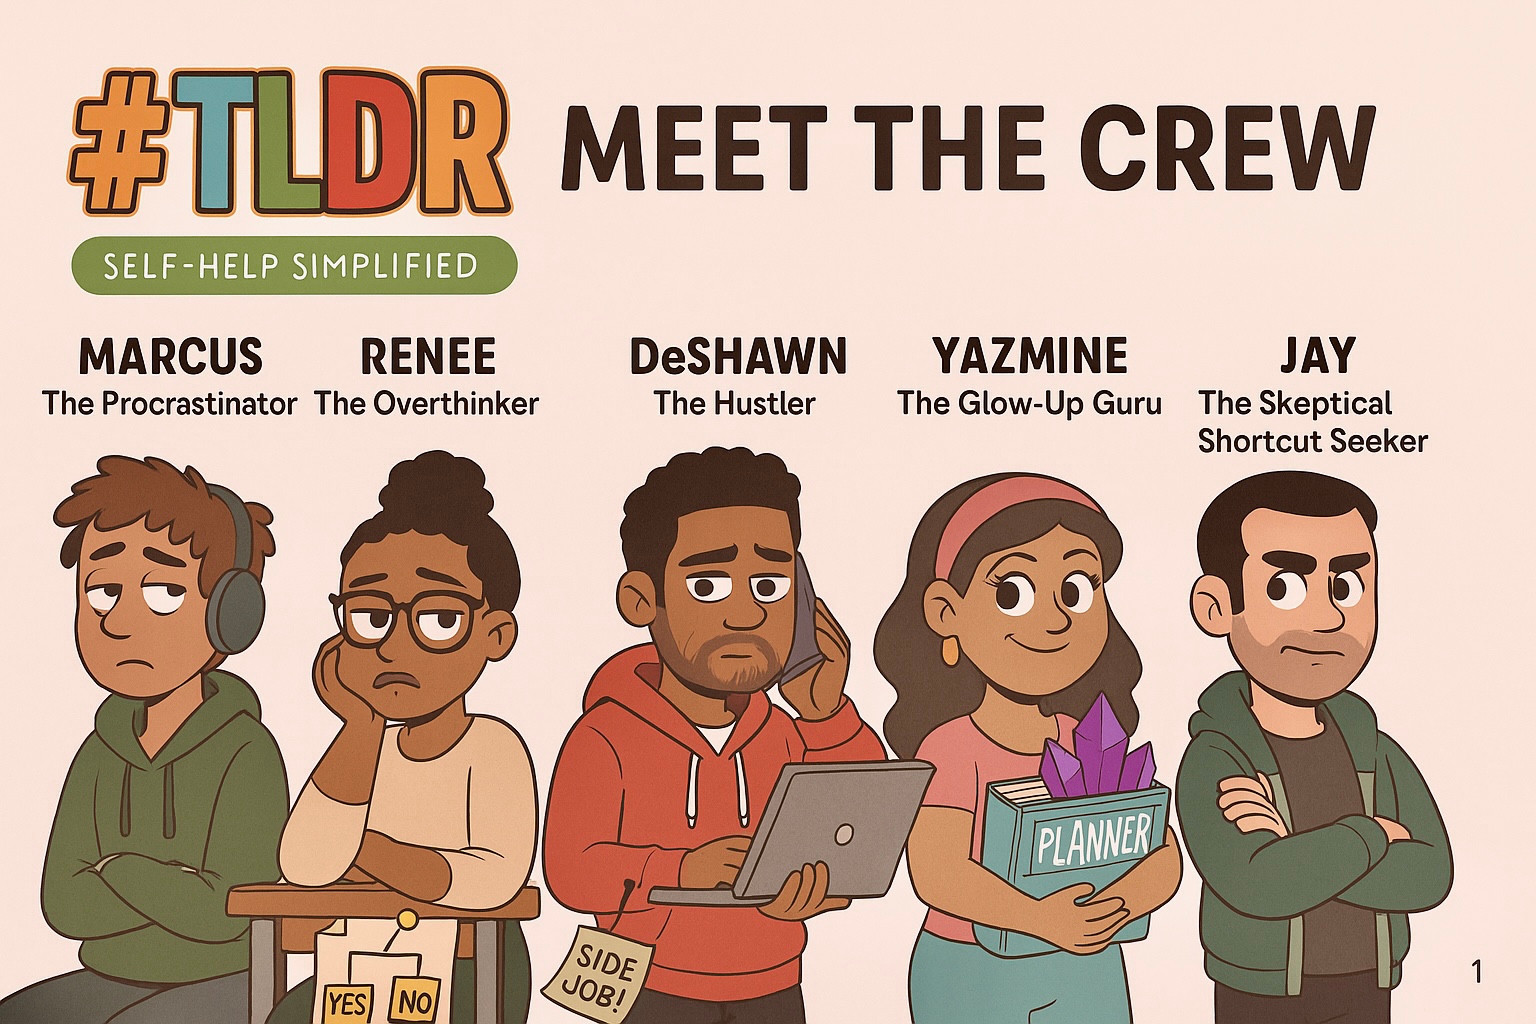 #TLDR
MEET THE CREW
SELF-HELP SIMPLIFIED
MARCUS
The Procrastinator
RENEE
The Overthinker
DeSHAWN
The Hustler
YAZMINE
The Glow-Up Guru
JAY
The Skeptical
Shortcut Seeker
PLANNER
SIDE
JOB!
YES
NO
1